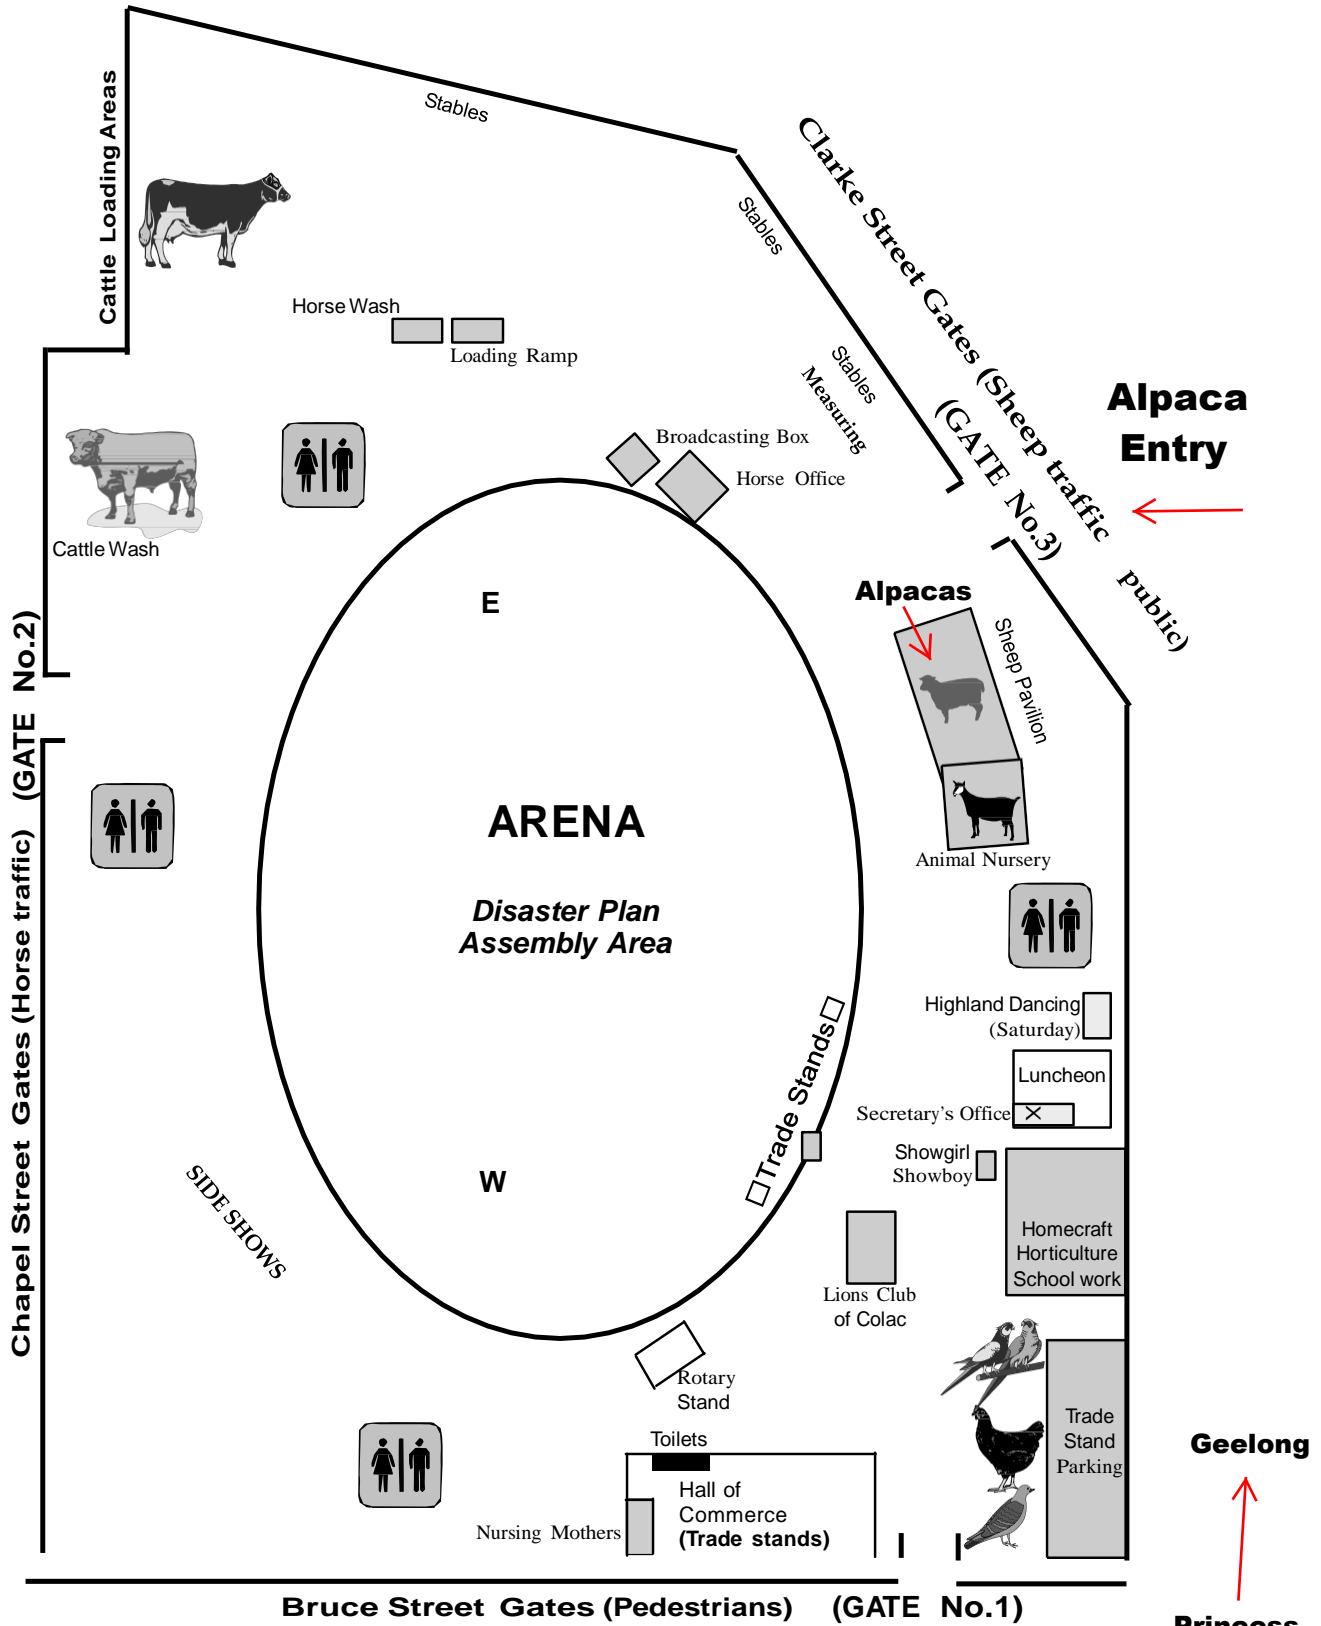 Cattle Loading Areas
Stables
Stables
Stables
Measuring
Clarke Street Gates (Sheep traffic public)
(GATE No.3)
Alpaca
Entry
Horse Wash
Loading Ramp
Broadcasting Box
Horse Office
Cattle Wash
E
Alpacas
Sheep Pavilion
Chapel Street Gates (Horse traffic) (GATE No.2)
ARENA
Disaster Plan
Assembly Area
Animal Nursery
Highland Dancing
(Saturday)
Luncheon
Secretary's Office
Trade Stands
Showgirl
Showboy
W
SIDE SHOWS
Homecraft
Horticulture
School work
Lions Club
of Colac
Rotary
Stand
Trade
Stand
Parking
Geelong
Toilets
Hall of
Commerce
(Trade stands)
Nursing Mothers
Bruce Street Gates (Pedestrians) (GATE No.1)
Princess